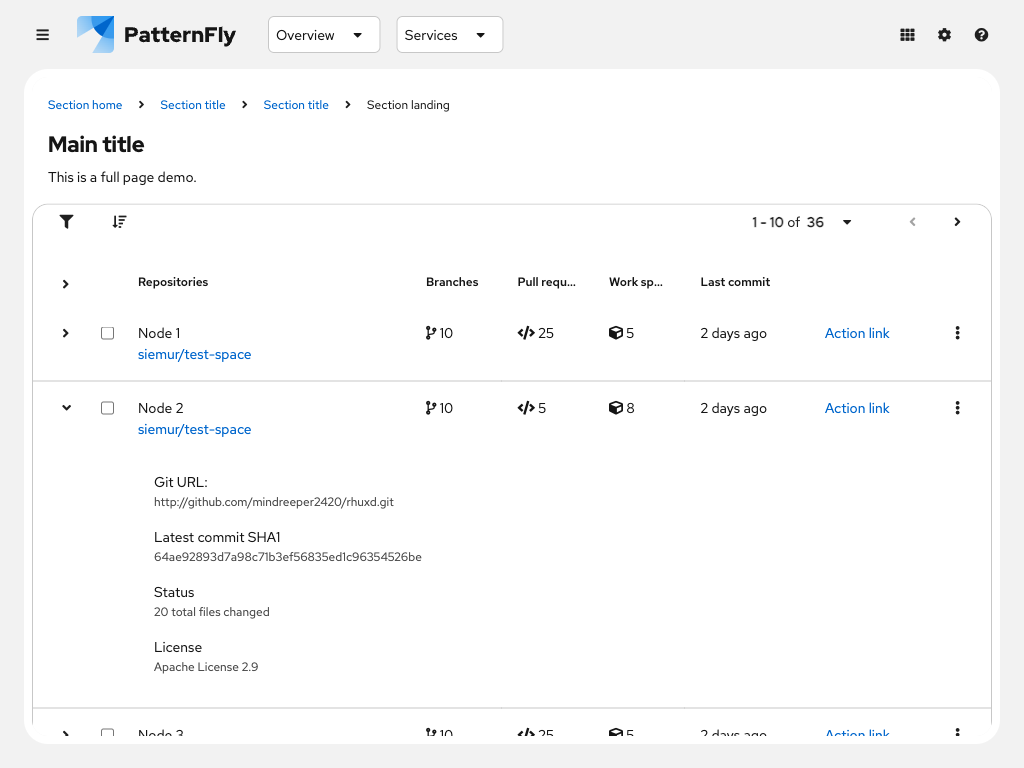 PatternFly Overview Services
Section home Section title Section title Section landing
Main title
This is a full page demo.
1 - 10 of 36
Repositories Branches Pull requ... Work sp... Last commit
Node 1 10 25 5 2 days ago Action link
siemur/test-space
Node 2 10 5 8 2 days ago Action link
siemur/test-space
Git URL:
http://github.com/mindreeper2420/rhuxd.git
Latest commit SHA1
64ae92893d7a98c71b3ef56835ed1c96354526be
Status
20 total files changed
License
Apache License 2.9
Node 3 10 25 5 2 days ago Action link